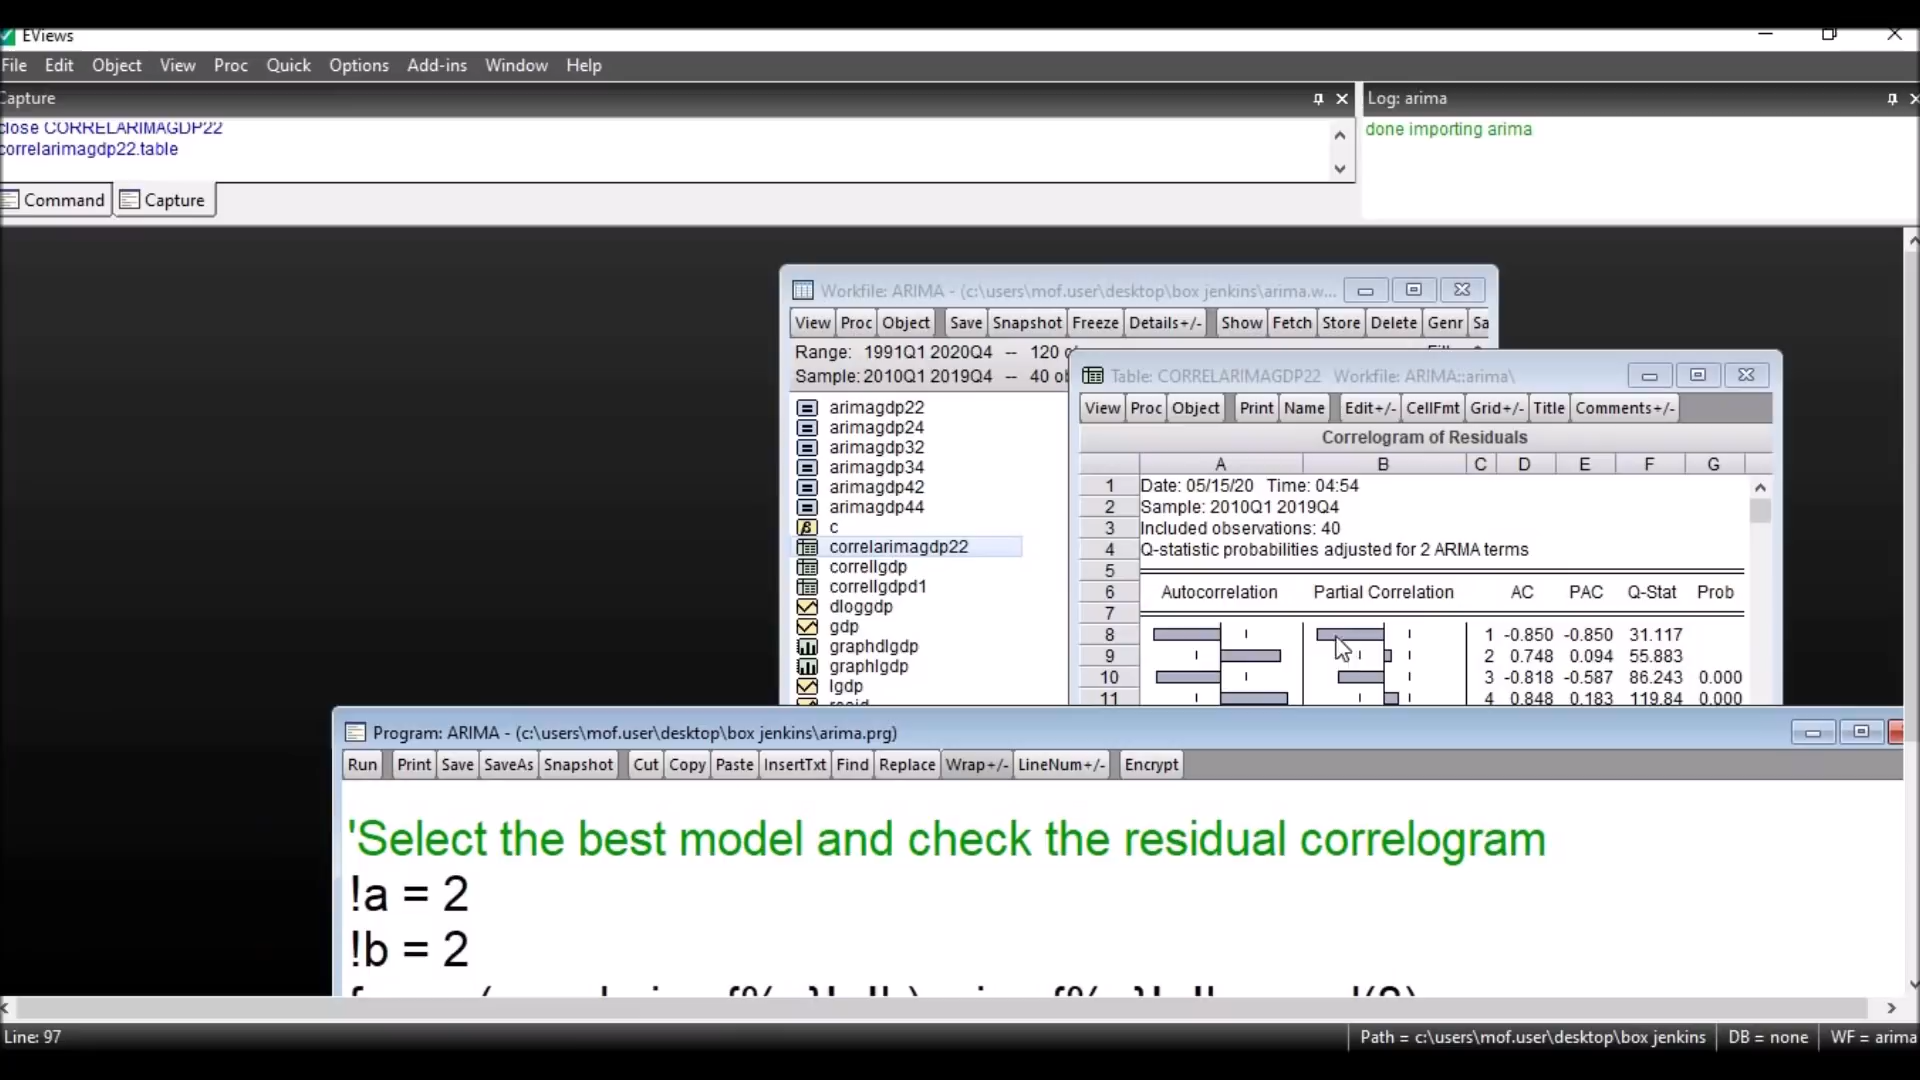 EViews
File Edit Object View Proc Quick Options Add-ins Window Help
Capture
close CORRELARIMAGDP22
correlarimagdp22.table
Command Capture
Log: arima
done importing arima
Workfile: ARIMA - (c:\users\mof.user\desktop\box jenkins\arima.w...
View Proc Object Save Snapshot Freeze Details+/- Show Fetch Store Delete Genr Sa
Range: 1991Q1 2020Q4 -- 120
Sample: 2010Q1 2019Q4 -- 40
arimagdp22
arimagdp24
arimagdp32
arimagdp34
arimagdp42
arimagdp44
c
correlarimagdp22
correllgdp
correllgdpd1
dloggdp
gdp
graphdlgdp
graphlgdp
lgdp
Table: CORRELARIMAGDP22 Workfile: ARIMA::arima\
View Proc Object Print Name Edit+/- CellFmt Grid+/- Title Comments+/-
Correlogram of Residuals
A B C D E F G
1 Date: 05/15/20 Time: 04:54
2 Sample: 2010Q1 2019Q4
3 Included observations: 40
4 Q-statistic probabilities adjusted for 2 ARMA terms
5
6 Autocorrelation Partial Correlation AC PAC Q-Stat Prob
7
8 1 -0.850 -0.850 31.117
9 2 0.748 0.094 55.883
10 3 -0.818 -0.587 86.243 0.000
11 4 0.848 0.183 119.84 0.000
Program: ARIMA - (c:\users\mof.user\desktop\box jenkins\arima.prg)
Run Print Save SaveAs Snapshot Cut Copy Paste InsertTxt Find Replace Wrap+/- LineNum+/- Encrypt
'Select the best model and check the residual correlogram
!a = 2
!b = 2
Line: 97
Path = c:\users\mof.user\desktop\box jenkins DB = none WF = arima